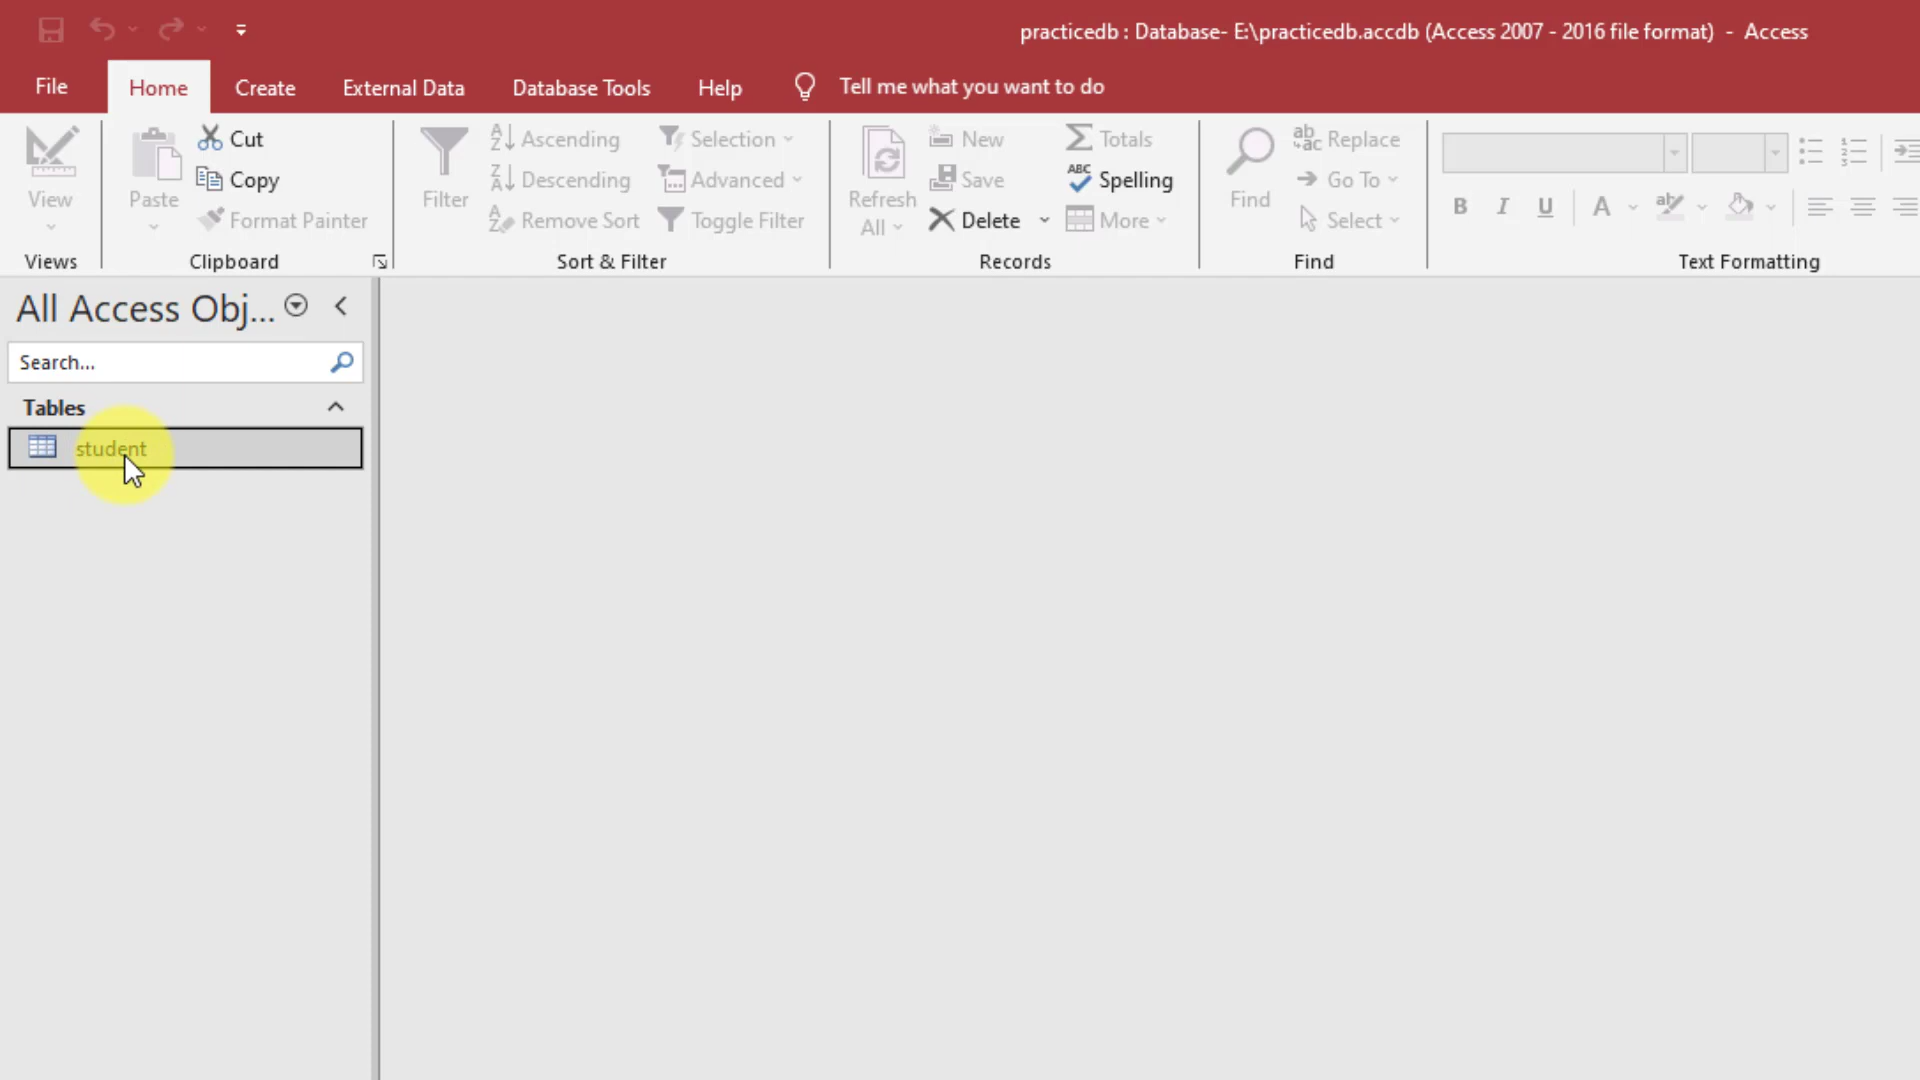 practicedb : Database- E:\practicedb.accdb (Access 2007 - 2016 file format) - Access
File Home Create External Data Database Tools Help Tell me what you want to do
Cut Ascending Selection New Totals Replace
Copy Descending Advanced Save Spelling Go To
View Paste Filter Refresh Find
Format Painter Remove Sort Toggle Filter All Delete More Select B I U A
Views Clipboard Sort & Filter Records Find Text Formatting
All Access Obj...
Search...
Tables
student